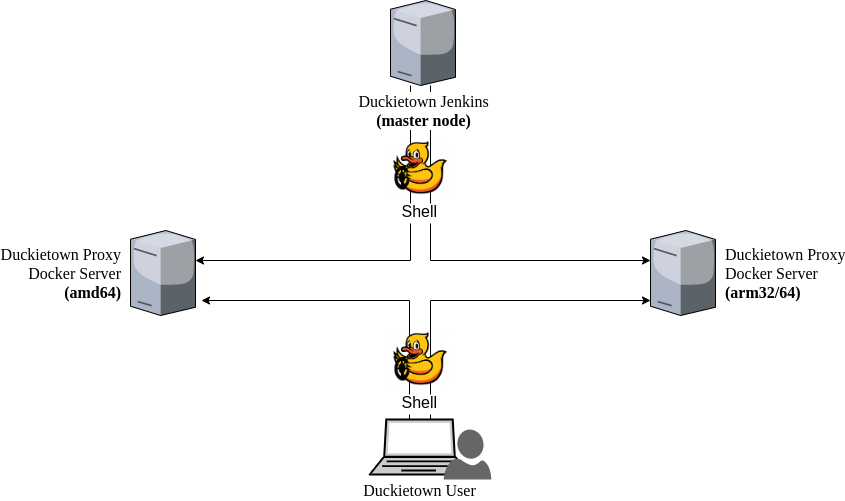 Duckietown Jenkins
(master node)
Shell
Duckietown Proxy
Docker Server
(amd64)
Duckietown Proxy
Docker Server
(arm32/64)
Shell
Duckietown User